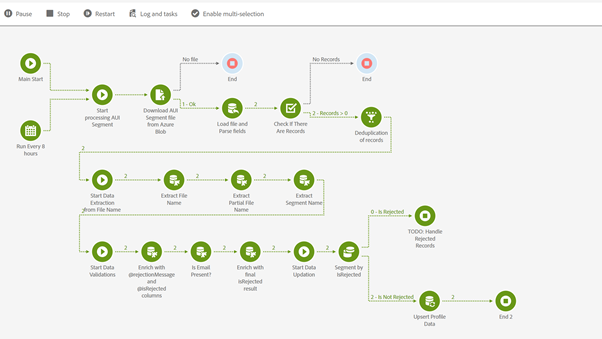 Pause
Stop
Restart
Log and tasks
Enable multi-selection
No file
No Records
Main Start
End
End
Start
processing AUI
Segment
Download AUI
Segment file
from Azure
Blob
1 - Ok
Load file and
Parse fields
2
Check If There
Are Records
2 - Records > 0
Deduplication
of records
Run Every 8
hours
2
Start Data
Extraction
from File Name
2
Extract File
Name
2
Extract
Partial File
Name
2
Extract
Segment Name
2
0 - Is Rejected
TODO: Handle
Rejected
Records
Start Data
Validations
2
Enrich with
@rejectionMessage
and
@isRejected
columns
2
Is Email
Present?
2
Enrich with
final
isRejected
result
2
Start Data
Updation
2
Segment by
isRejected
2 - Is Not Rejected
Upsert Profile
Data
2
End 2